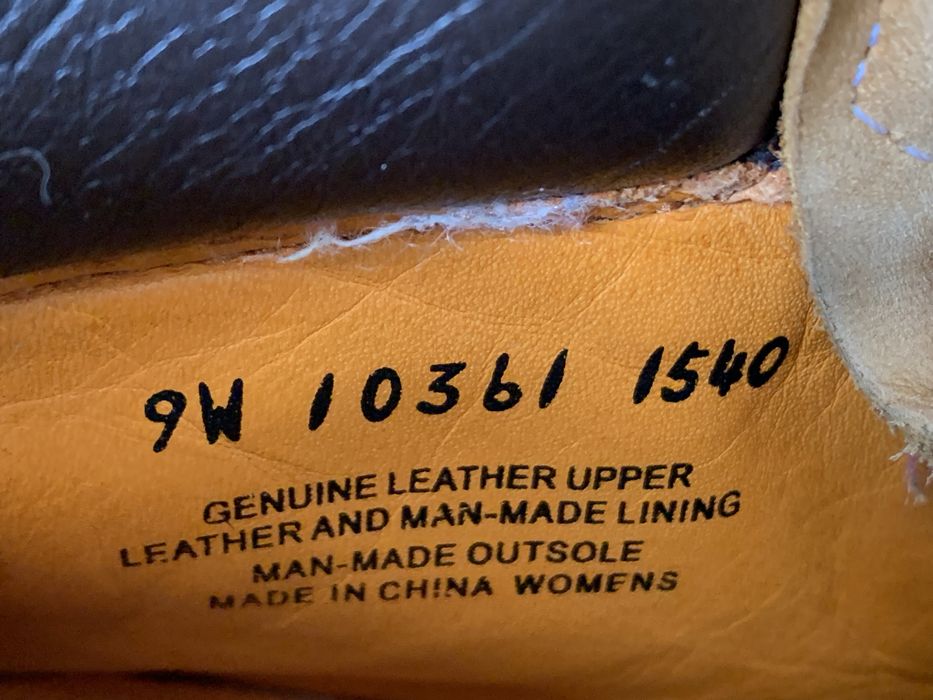 9W 10361 1540
GENUINE LEATHER UPPER
LEATHER AND MAN-MADE LINING
MAN-MADE OUTSOLE
MADE IN CHINA WOMENS